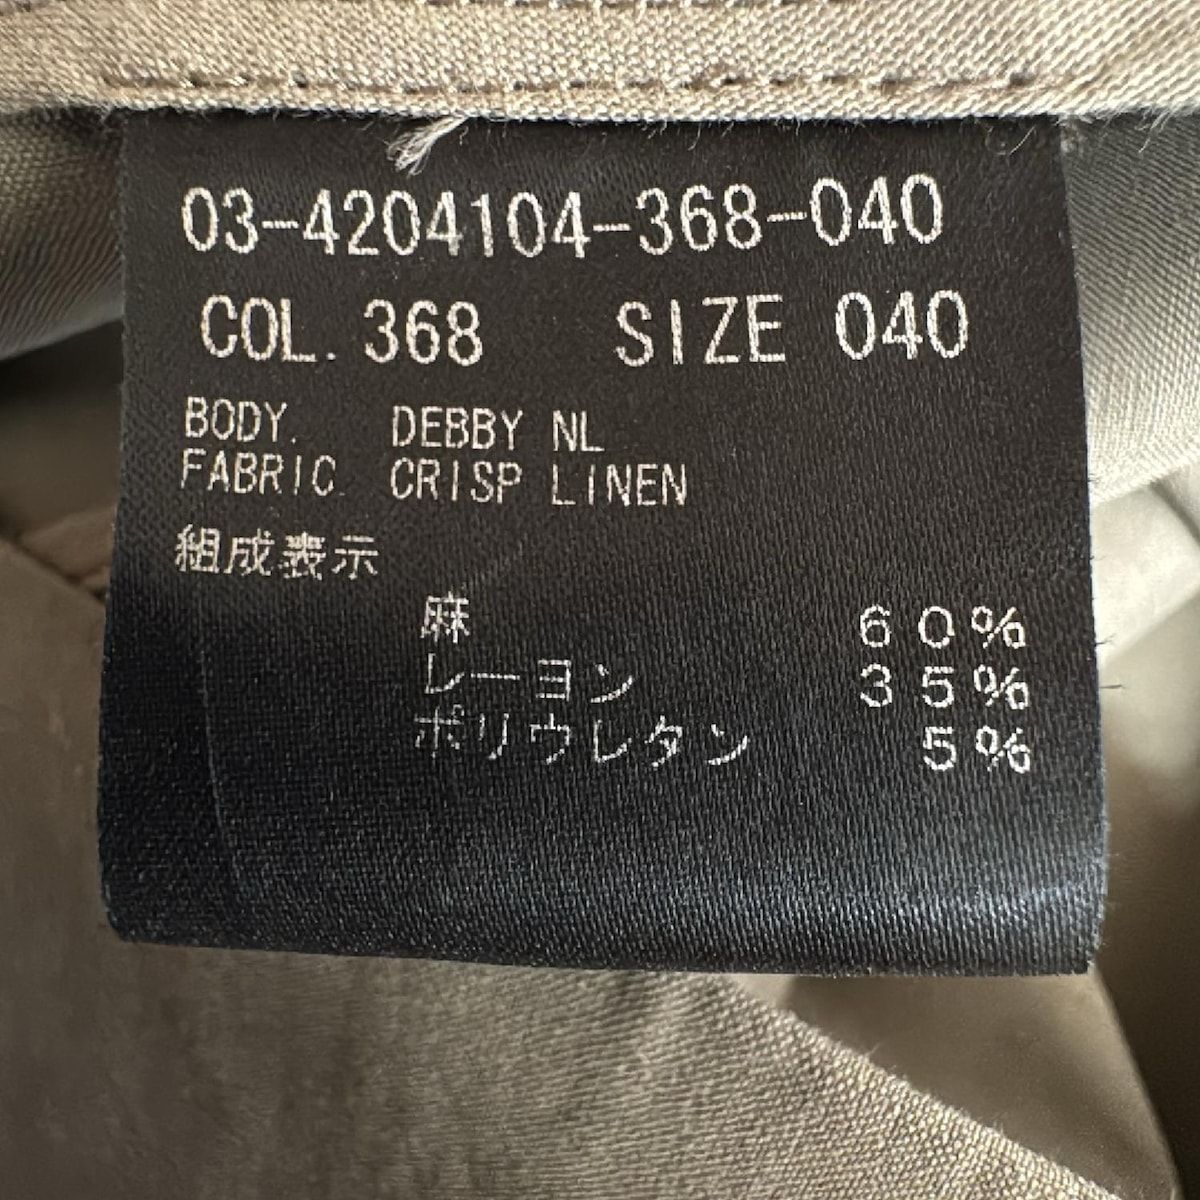 03-4204104-368-040
COL. 368 SIZE 040
BODY. DEBBY NL
FABRIC. CRISP LINEN
組成表示
麻 60%
レーヨン 35%
ポリウレタン 5%